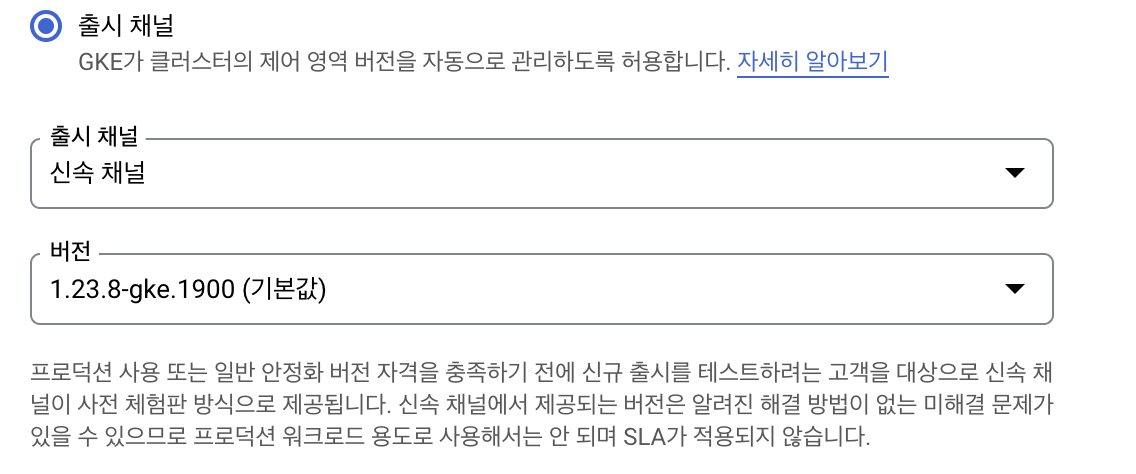 출시 채널
GKE가 클러스터의 제어 영역 버전을 자동으로 관리하도록 허용합니다. 자세히 알아보기
출시 채널
신속 채널
버전
1.23.8-gke.1900 (기본값)
프로덕션 사용 또는 일반 안정화 버전 자격을 충족하기 전에 신규 출시를 테스트하려는 고객을 대상으로 신속 채
널이 사전 체험판 방식으로 제공됩니다. 신속 채널에서 제공되는 버전은 알려진 해결 방법이 없는 미해결 문제가
있을 수 있으므로 프로덕션 워크로드 용도로 사용해서는 안 되며 SLA가 적용되지 않습니다.